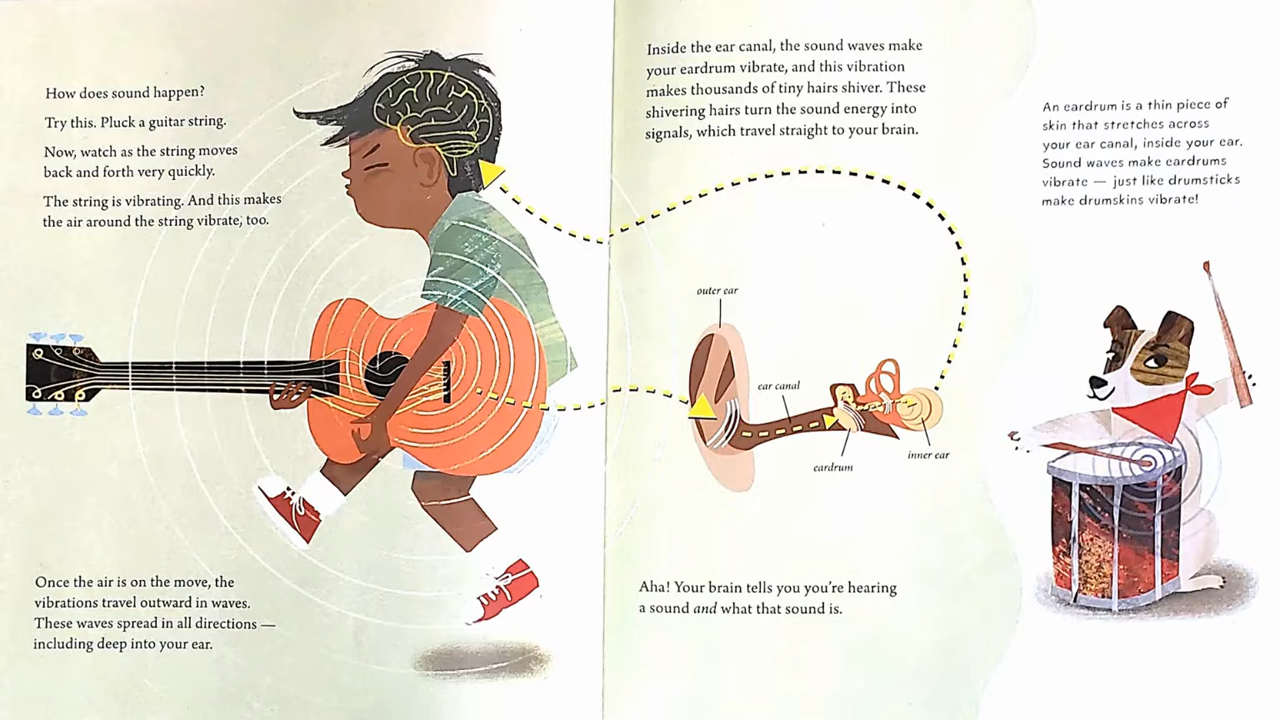 How does sound happen?
Try this. Pluck a guitar string.
Now, watch as the string moves
back and forth very quickly.
The string is vibrating. And this makes
the air around the string vibrate, too.
Once the air is on the move, the
vibrations travel outward in waves.
These waves spread in all directions —
including deep into your ear.
Inside the ear canal, the sound waves make
your eardrum vibrate, and this vibration
makes thousands of tiny hairs shiver. These
shivering hairs turn the sound energy into
signals, which travel straight to your brain.
outer ear
ear canal
eardrum
inner ear
Aha! Your brain tells you you're hearing
a sound and what that sound is.
An eardrum is a thin piece of
skin that stretches across
your ear canal, inside your ear.
Sound waves make eardrums
vibrate — just like drumsticks
make drumskins vibrate!